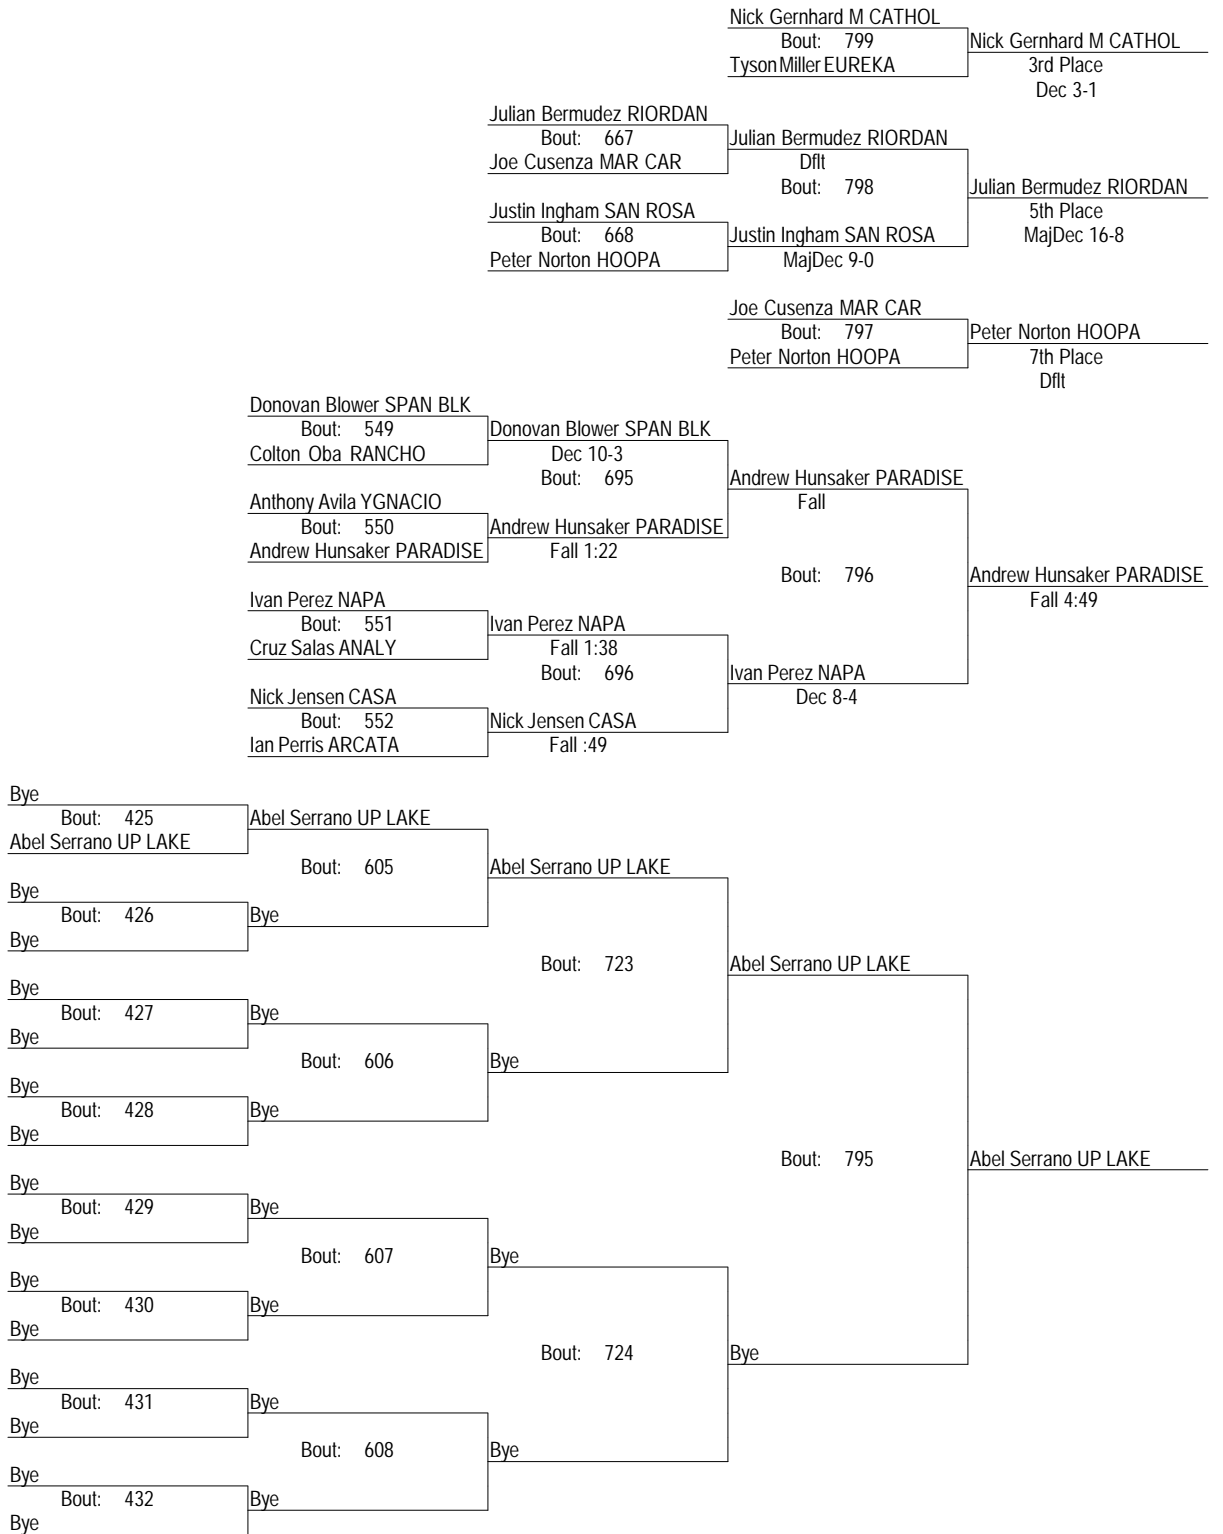 Nick Gernhard M CATHOL
Bout: 799
Nick Gernhard M CATHOL
Tyson Miller EUREKA
3rd Place
Dec 3-1
Julian Bermudez RIORDAN
Bout: 667
Julian Bermudez RIORDAN
Joe Cusenza MAR CAR
Dflt
Bout: 798
Julian Bermudez RIORDAN
Justin Ingham SAN ROSA
5th Place
Bout: 668
Justin Ingham SAN ROSA
MajDec 16-8
Peter Norton HOOPA
MajDec 9-0
Joe Cusenza MAR CAR
Bout: 797
Peter Norton HOOPA
Peter Norton HOOPA
7th Place
Dflt
Donovan Blower SPAN BLK
Bout: 549
Donovan Blower SPAN BLK
Colton Oba RANCHO
Dec 10-3
Bout: 695
Andrew Hunsaker PARADISE
Anthony Avila YGNACIO
Fall
Bout: 550
Andrew Hunsaker PARADISE
Andrew Hunsaker PARADISE
Fall 1:22
Bout: 796
Andrew Hunsaker PARADISE
Ivan Perez NAPA
Fall 4:49
Bout: 551
Ivan Perez NAPA
Cruz Salas ANALY
Fall 1:38
Bout: 696
Ivan Perez NAPA
Nick Jensen CASA
Dec 8-4
Bout: 552
Nick Jensen CASA
Ian Perris ARCATA
Fall :49
Bye
Bout: 425
Abel Serrano UP LAKE
Abel Serrano UP LAKE
Bout: 605
Abel Serrano UP LAKE
Bye
Bout: 426
Bye
Bye
Bout: 723
Abel Serrano UP LAKE
Bye
Bout: 427
Bye
Bye
Bout: 606
Bye
Bye
Bout: 428
Bye
Bye
Bout: 795
Abel Serrano UP LAKE
Bye
Bout: 429
Bye
Bye
Bout: 607
Bye
Bye
Bout: 430
Bye
Bye
Bout: 724
Bye
Bye
Bout: 431
Bye
Bye
Bout: 608
Bye
Bye
Bout: 432
Bye
Bye